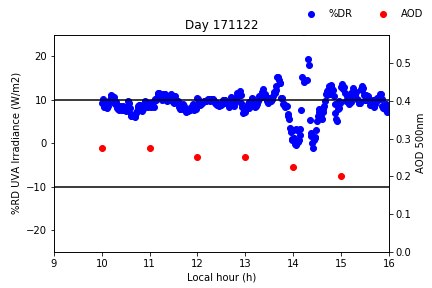 %DR AOD
Day 171122
%RD UVA Irradiance (W/m2)
20
10
0
−10
−20
0.5
0.4
0.3
0.2
0.1
0.0
AOD 500nm
9 10 11 12 13 14 15 16
Local hour (h)